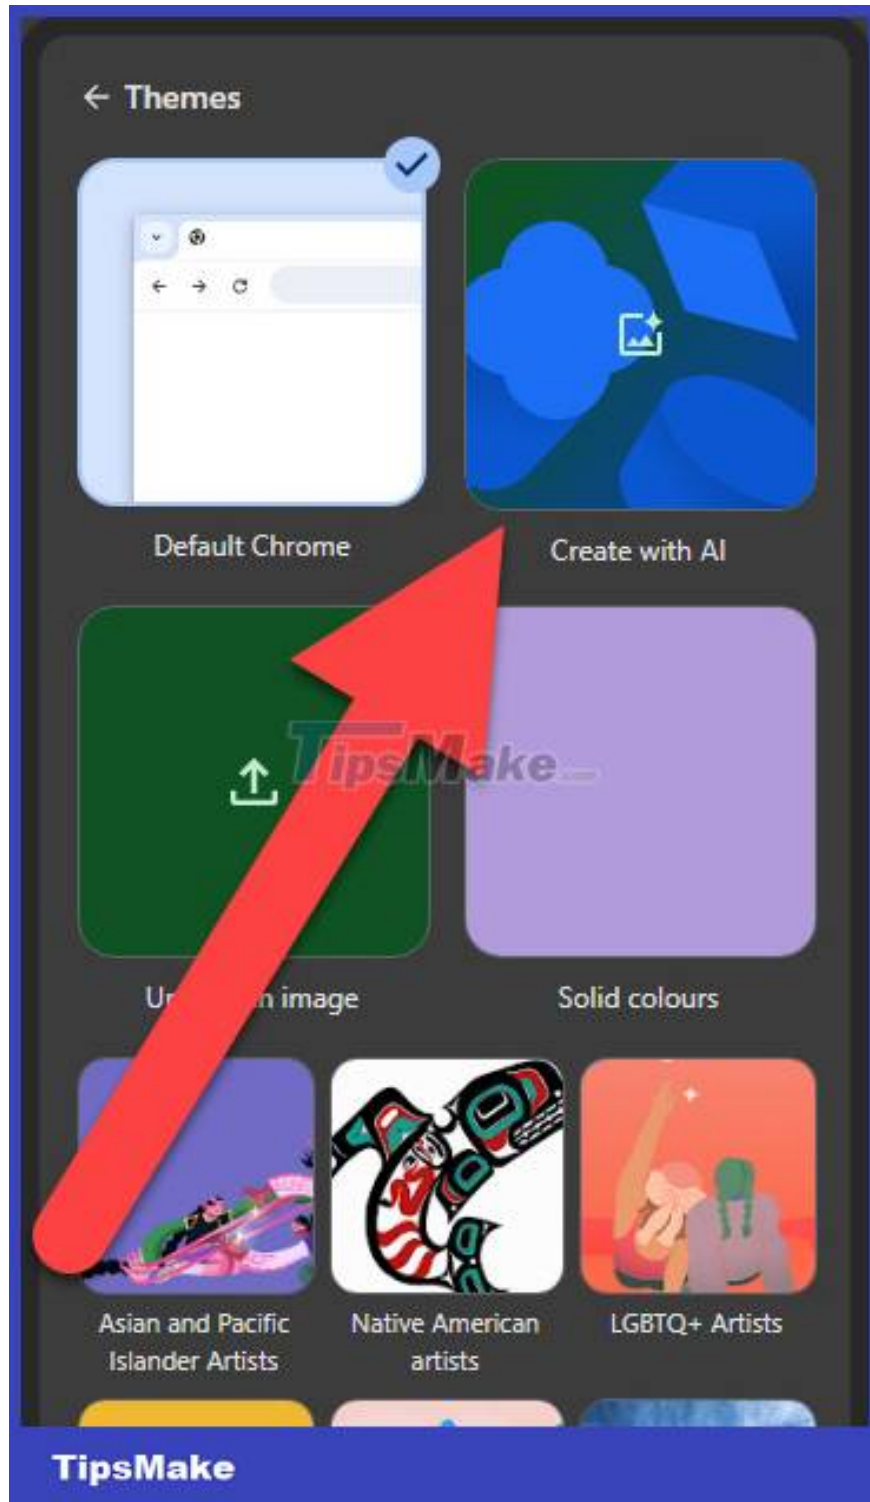 Themes
Default Chrome
Create with AI
TipsMake
image
Solid colours
Asian and Pacific
Islander Artists
Native American
artists
LGBTQ+ Artists
TipsMake